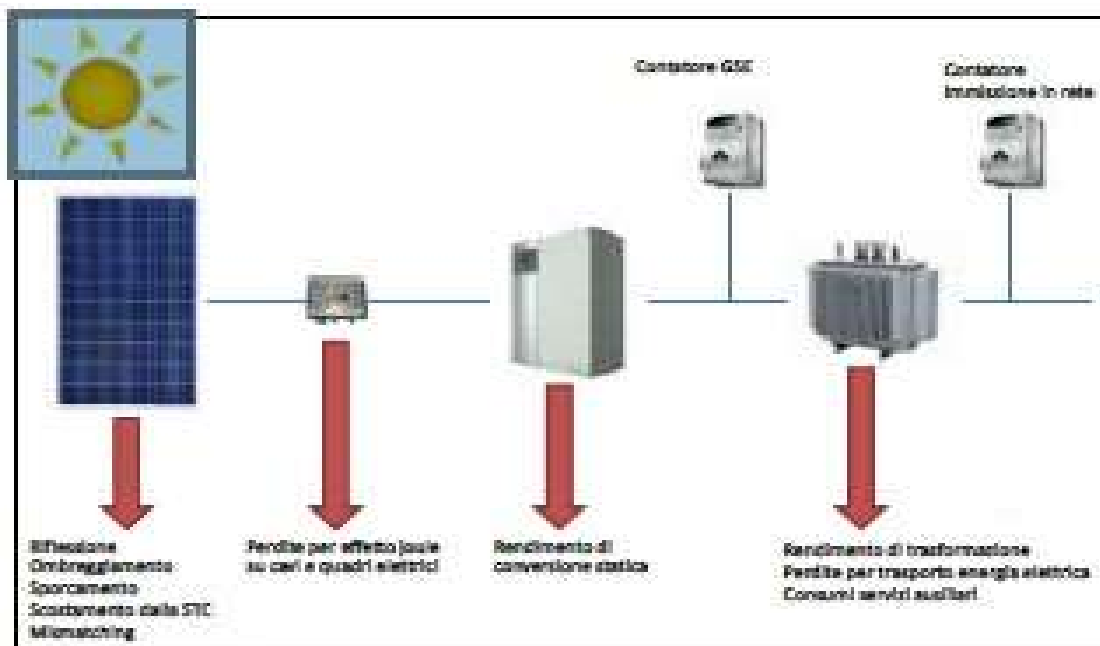 Contatore GSE
Contatore
Immissione in rete
Riflessione
Ombreggiamento
Sporcamento
Scostamento dalla STC
Mismatching
Perdite per effetto joule
su cavi e quadri elettrici
Rendimento di
conversione statica
Rendimento di trasformazione
Perdite per trasporto energia elettrica
Consumi servizi ausiliari